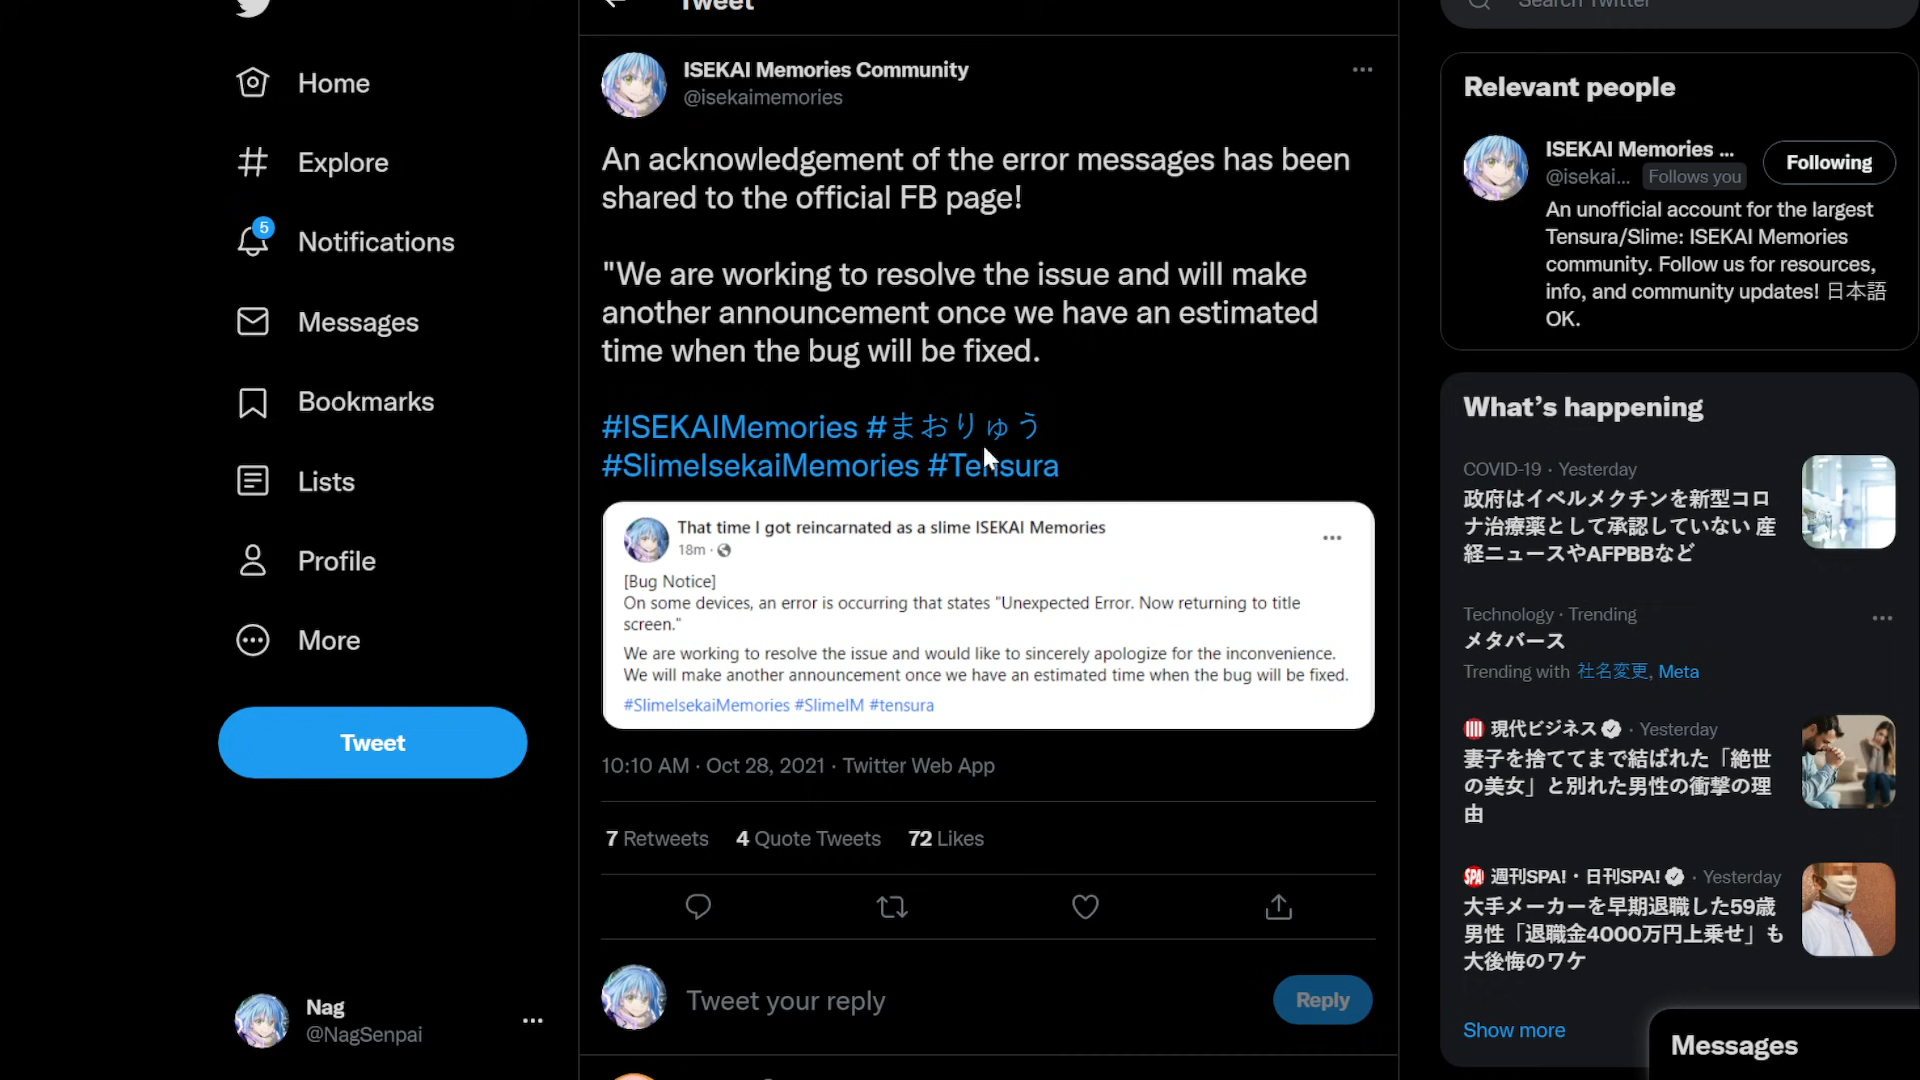 Tweet
Home
Explore
5
Notifications
Messages
Bookmarks
Lists
Profile
More
Tweet
Nag
@NagSenpai
ISEKAI Memories Community
@isekaimemories
An acknowledgement of the error messages has been
shared to the official FB page!
"We are working to resolve the issue and will make
another announcement once we have an estimated
time when the bug will be fixed.
#ISEKAIMemories #まおりゅう
#SlimeIsekaiMemories #Tensura
That time I got reincarnated as a slime ISEKAI Memories
18m ·
[Bug Notice]
On some devices, an error is occurring that states "Unexpected Error. Now returning to title
screen."
We are working to resolve the issue and would like to sincerely apologize for the inconvenience.
We will make another announcement once we have an estimated time when the bug will be fixed.
#SlimeIsekaiMemories #SlimeIM #tensura
10:10 AM · Oct 28, 2021 · Twitter Web App
7 Retweets 4 Quote Tweets 72 Likes
Tweet your reply
Reply
Search Twitter
Relevant people
ISEKAI Memories ...
@isekai... Follows you
Following
An unofficial account for the largest
Tensura/Slime: ISEKAI Memories
community. Follow us for resources,
info, and community updates! 日本語
OK.
What's happening
COVID-19 · Yesterday
政府はイベルメクチンを新型コロ
ナ治療薬として承認していない 産
経ニュースやAFPBBなど
Technology · Trending
メタバース
Trending with 社名変更, Meta
現代ビジネス · Yesterday
妻子を捨ててまで結ばれた「絶世
の美女」と別れた男性の衝撃の理
由
SPA! 週刊SPA!・日刊SPA! · Yesterday
大手メーカーを早期退職した59歳
男性「退職金4000万円上乗せ」も
大後悔のワケ
Show more
Messages